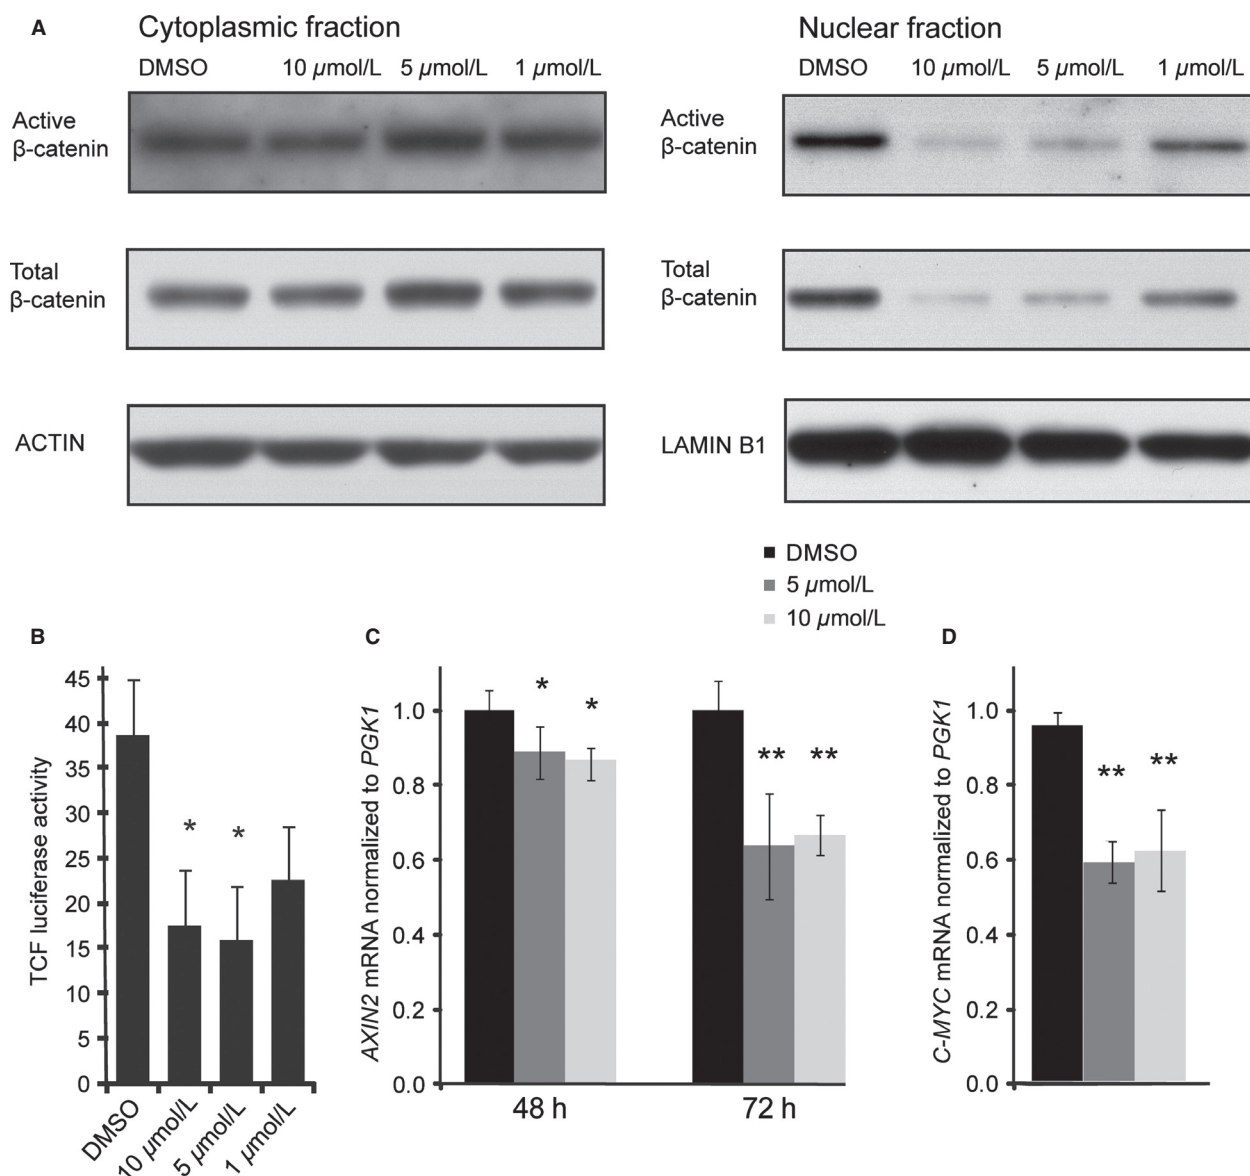 A
Cytoplasmic fraction
DMSO 10 µmol/L 5 µmol/L 1 µmol/L
Active
β-catenin
Total
β-catenin
ACTIN
Nuclear fraction
DMSO 10 µmol/L 5 µmol/L 1 µmol/L
Active
β-catenin
Total
β-catenin
LAMIN B1
DMSO
5 µmol/L
10 µmol/L
B
TCF luciferase activity
45
40
35
30
25
20
15
10
5
0
* *
DMSO
10 µmol/L
5 µmol/L
1 µmol/L
C
AXIN2 mRNA normalized to PGK1
1.0
0.8
0.6
0.4
0.2
0.0
* *
** **
48 h 72 h
D
C-MYC mRNA normalized to PGK1
1.0
0.8
0.6
0.4
0.2
0.0
** **